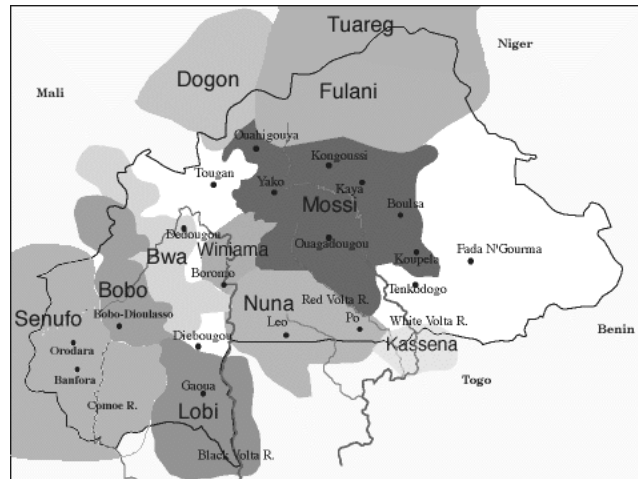 Tuareg
Niger
Dogon
Mali
Fulani
Ouahigouya
Kongoussi
Tougan
Yako
Kaya
Mossi
Boulsa
Dedougou
Winiama
Ouagadougou
Bwa
Koupela
Fada N'Gourma
Boromo
Tenkodogo
Bobo
Nuna
Red Volta R.
Senufo
Bobo-Dioulasso
Leo
Po
White Volta R.
Benin
Orodara
Diebougou
Kassena
Banfora
Togo
Gaoua
Comoe R.
Lobi
Black Volta R.